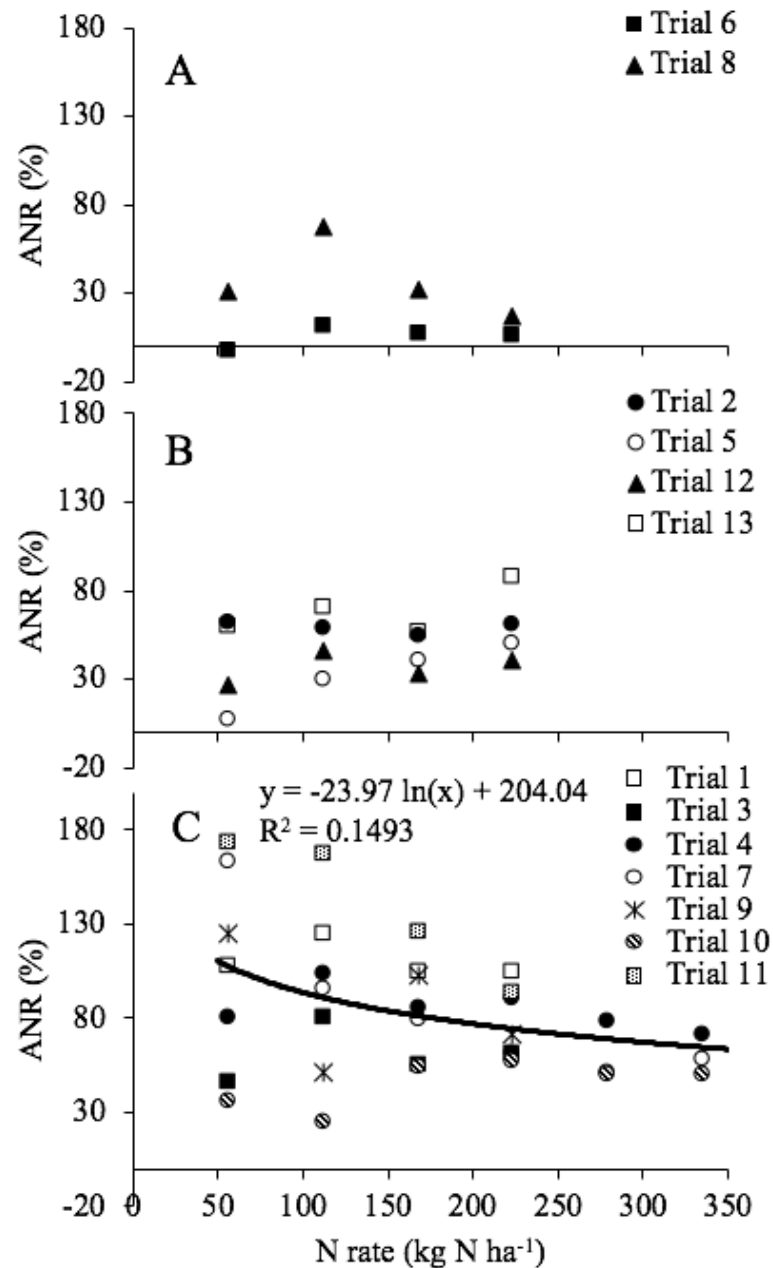 180
130
80
30
-20
ANR (%)
A
Trial 6
Trial 8
180
130
80
30
-20
ANR (%)
B
Trial 2
Trial 5
Trial 12
Trial 13
180
130
80
30
-20
ANR (%)
C
y = -23.97 ln(x) + 204.04
R² = 0.1493
Trial 1
Trial 3
Trial 4
Trial 7
Trial 9
Trial 10
Trial 11
0 50 100 150 200 250 300 350
N rate (kg N ha⁻¹)